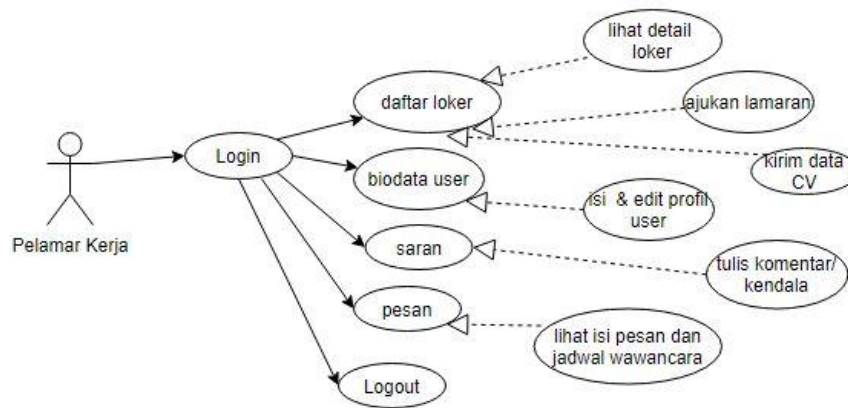 lihat detail
loker
daftar loker
ajukan lamaran
Login
kirim data
CV
biodata user
isi & edit profil
user
Pelamar Kerja
saran
tulis komentar/
kendala
pesan
lihat isi pesan dan
jadwal wawancara
Logout